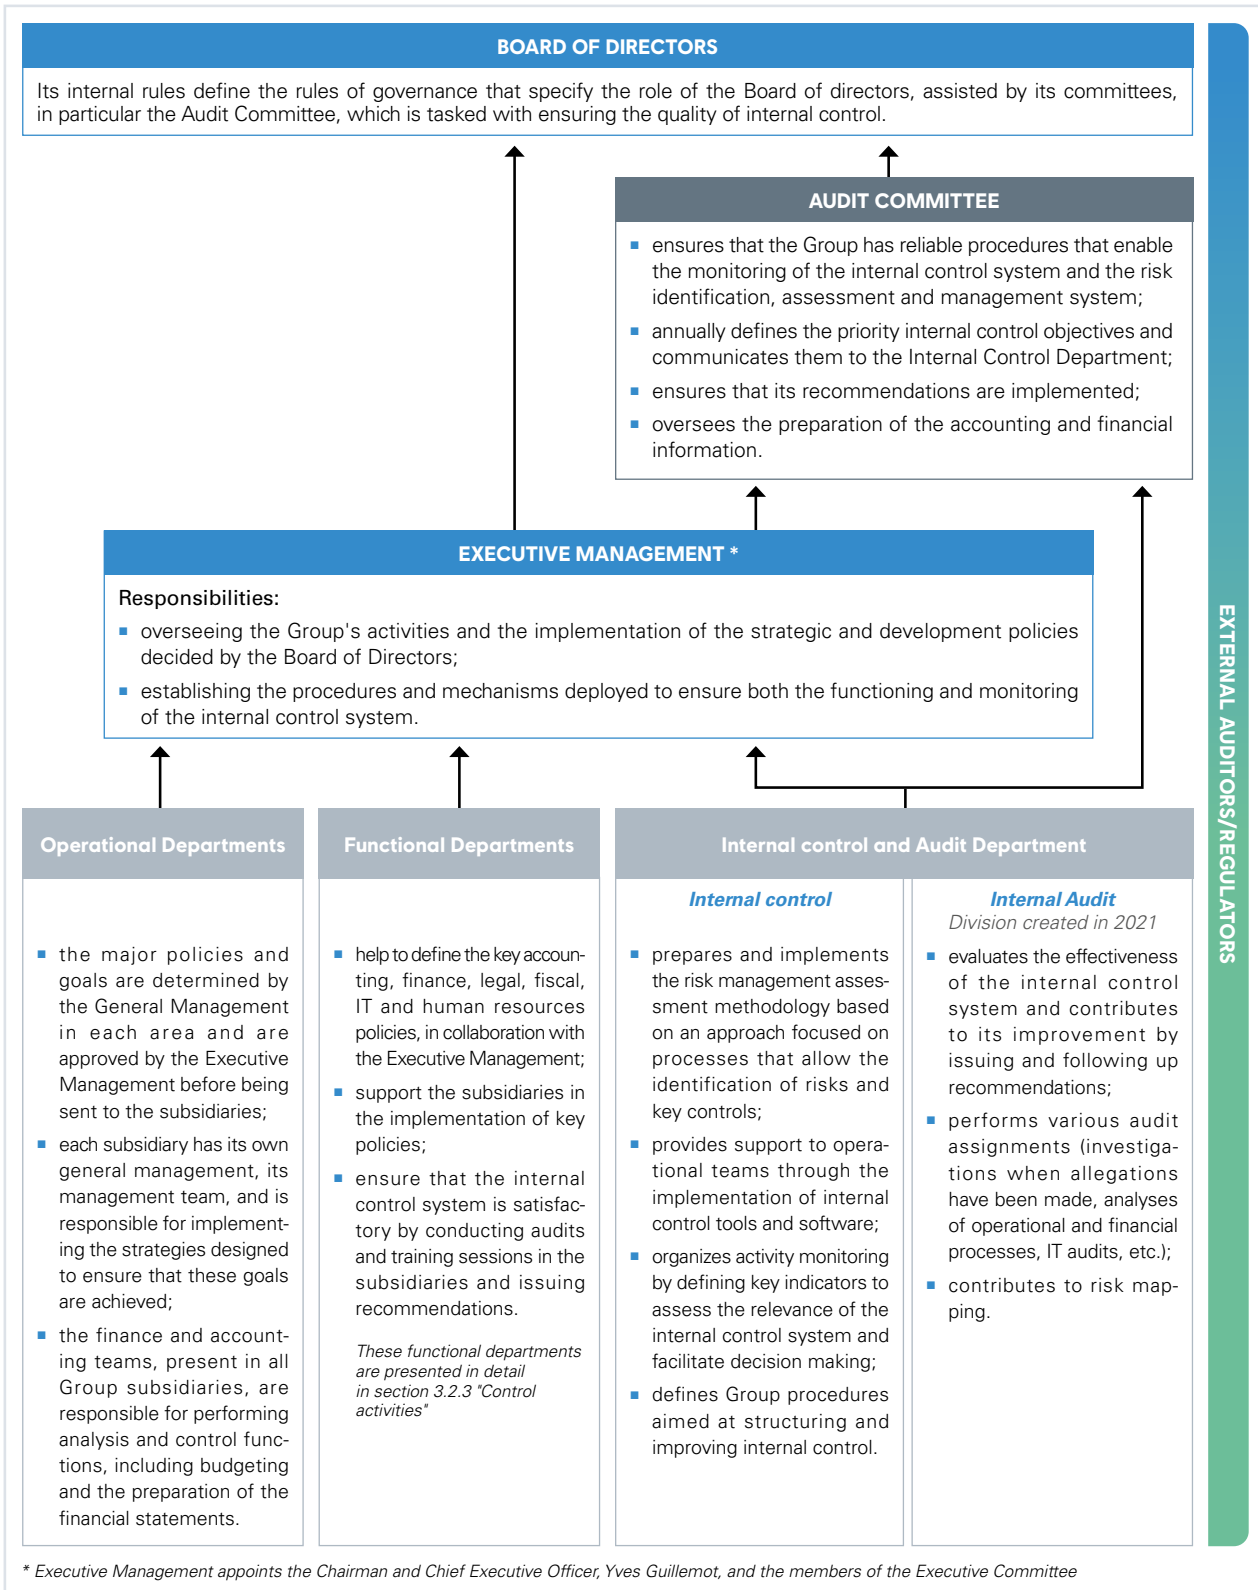 BOARD OF DIRECTORS
Its internal rules define the rules of governance that specify the role of the Board of directors, assisted by its committees,
in particular the Audit Committee, which is tasked with ensuring the quality of internal control.
AUDIT COMMITTEE
▪ ensures that the Group has reliable procedures that enable
the monitoring of the internal control system and the risk
identification, assessment and management system;
▪ annually defines the priority internal control objectives and
communicates them to the Internal Control Department;
▪ ensures that its recommendations are implemented;
▪ oversees the preparation of the accounting and financial
information.
EXECUTIVE MANAGEMENT *
Responsibilities:
▪ overseeing the Group's activities and the implementation of the strategic and development policies
decided by the Board of Directors;
▪ establishing the procedures and mechanisms deployed to ensure both the functioning and monitoring
of the internal control system.
Operational Departments
▪ the major policies and
goals are determined by
the General Management
in each area and are
approved by the Executive
Management before being
sent to the subsidiaries;
▪ each subsidiary has its own
general management, its
management team, and is
responsible for implement-
ing the strategies designed
to ensure that these goals
are achieved;
▪ the finance and account-
ing teams, present in all
Group subsidiaries, are
responsible for performing
analysis and control func-
tions, including budgeting
and the preparation of the
financial statements.
Functional Departments
▪ help to define the key accoun-
ting, finance, legal, fiscal,
IT and human resources
policies, in collaboration with
the Executive Management;
▪ support the subsidiaries in
the implementation of key
policies;
▪ ensure that the internal
control system is satisfac-
tory by conducting audits
and training sessions in the
subsidiaries and issuing
recommendations.
These functional departments
are presented in detail
in section 3.2.3 "Control
activities"
Internal control and Audit Department
Internal control
▪ prepares and implements
the risk management asses-
sment methodology based
on an approach focused on
processes that allow the
identification of risks and
key controls;
▪ provides support to opera-
tional teams through the
implementation of internal
control tools and software;
▪ organizes activity monitoring
by defining key indicators to
assess the relevance of the
internal control system and
facilitate decision making;
▪ defines Group procedures
aimed at structuring and
improving internal control.
Internal Audit
Division created in 2021
▪ evaluates the effectiveness
of the internal control
system and contributes
to its improvement by
issuing and following up
recommendations;
▪ performs various audit
assignments (investiga-
tions when allegations
have been made, analyses
of operational and financial
processes, IT audits, etc.);
▪ contributes to risk map-
ping.
EXTERNAL AUDITORS/REGULATORS
* Executive Management appoints the Chairman and Chief Executive Officer, Yves Guillemot, and the members of the Executive Committee